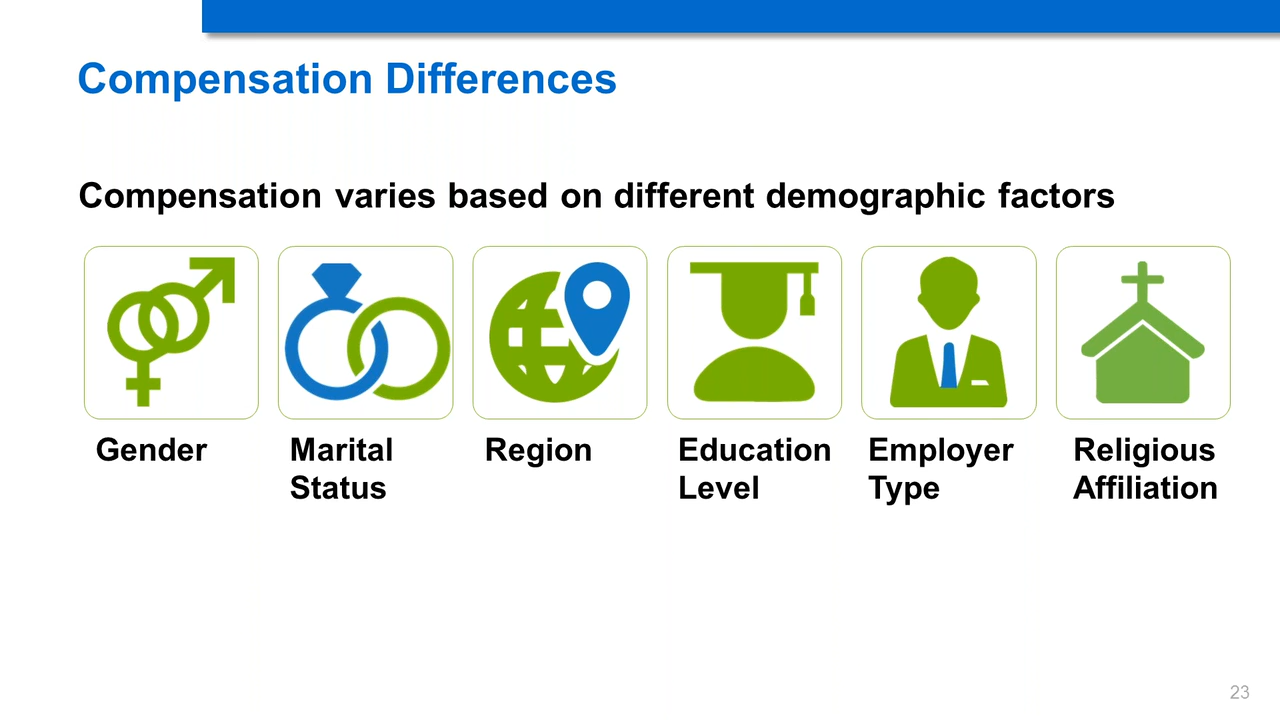 Compensation Differences
Compensation varies based on different demographic factors
Gender
Marital
Status
Region
Education
Level
Employer
Type
Religious
Affiliation
23